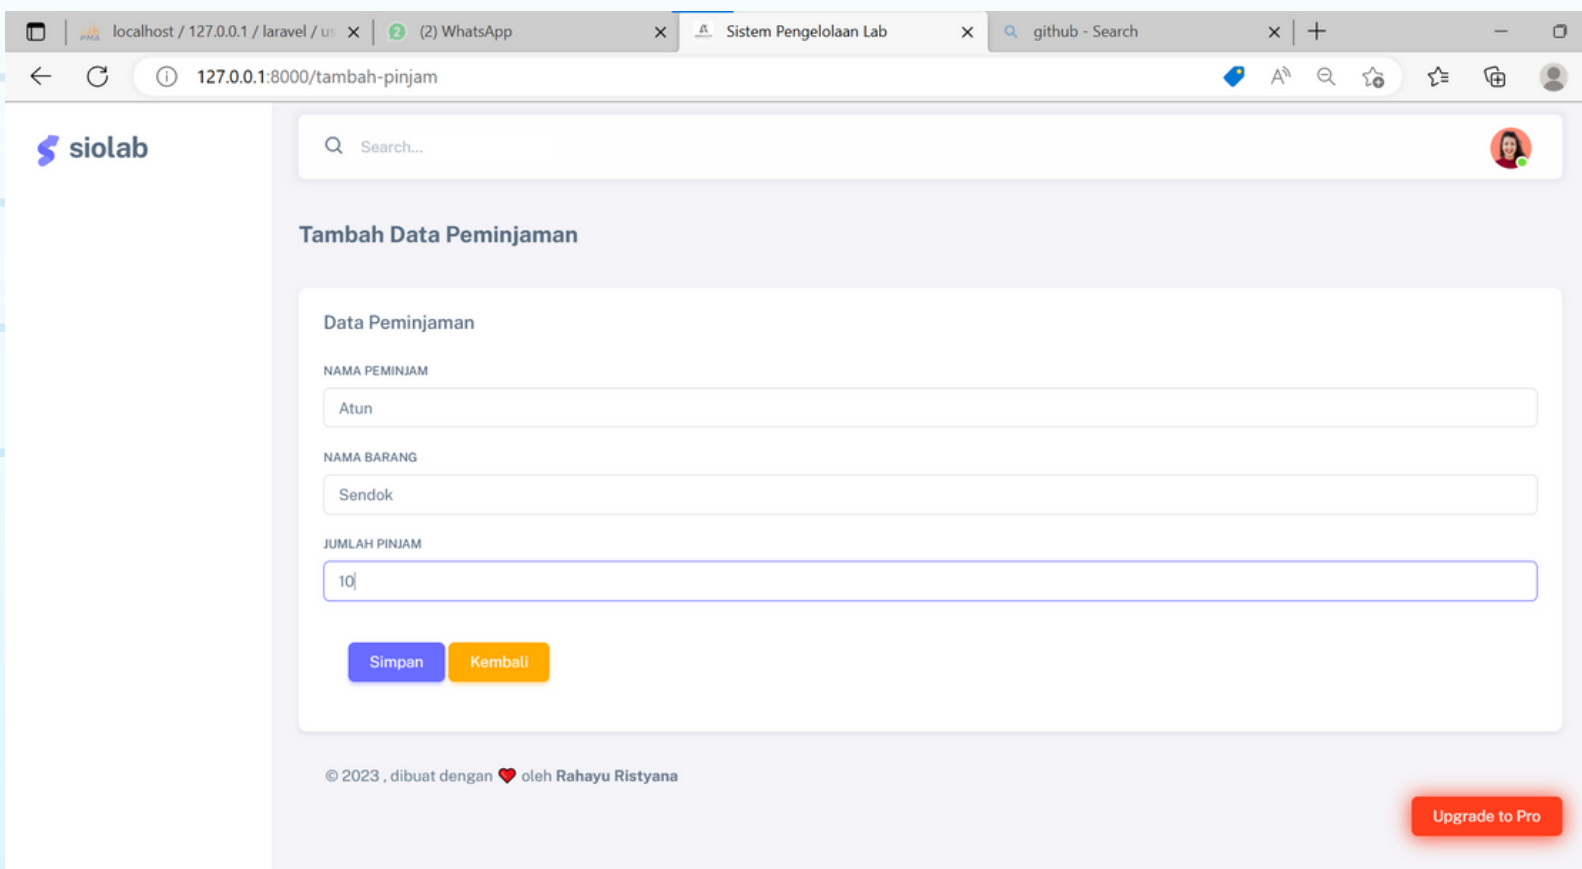 localhost / 127.0.0.1 / laravel / us
(2) WhatsApp
Sistem Pengelolaan Lab
github - Search
127.0.0.1:8000/tambah-pinjam
siolab
Search...
Tambah Data Peminjaman
Data Peminjaman
NAMA PEMINJAM
Atun
NAMA BARANG
Sendok
JUMLAH PINJAM
10
Simpan Kembali
© 2023 , dibuat dengan ❤️ oleh Rahayu Ristyana
Upgrade to Pro